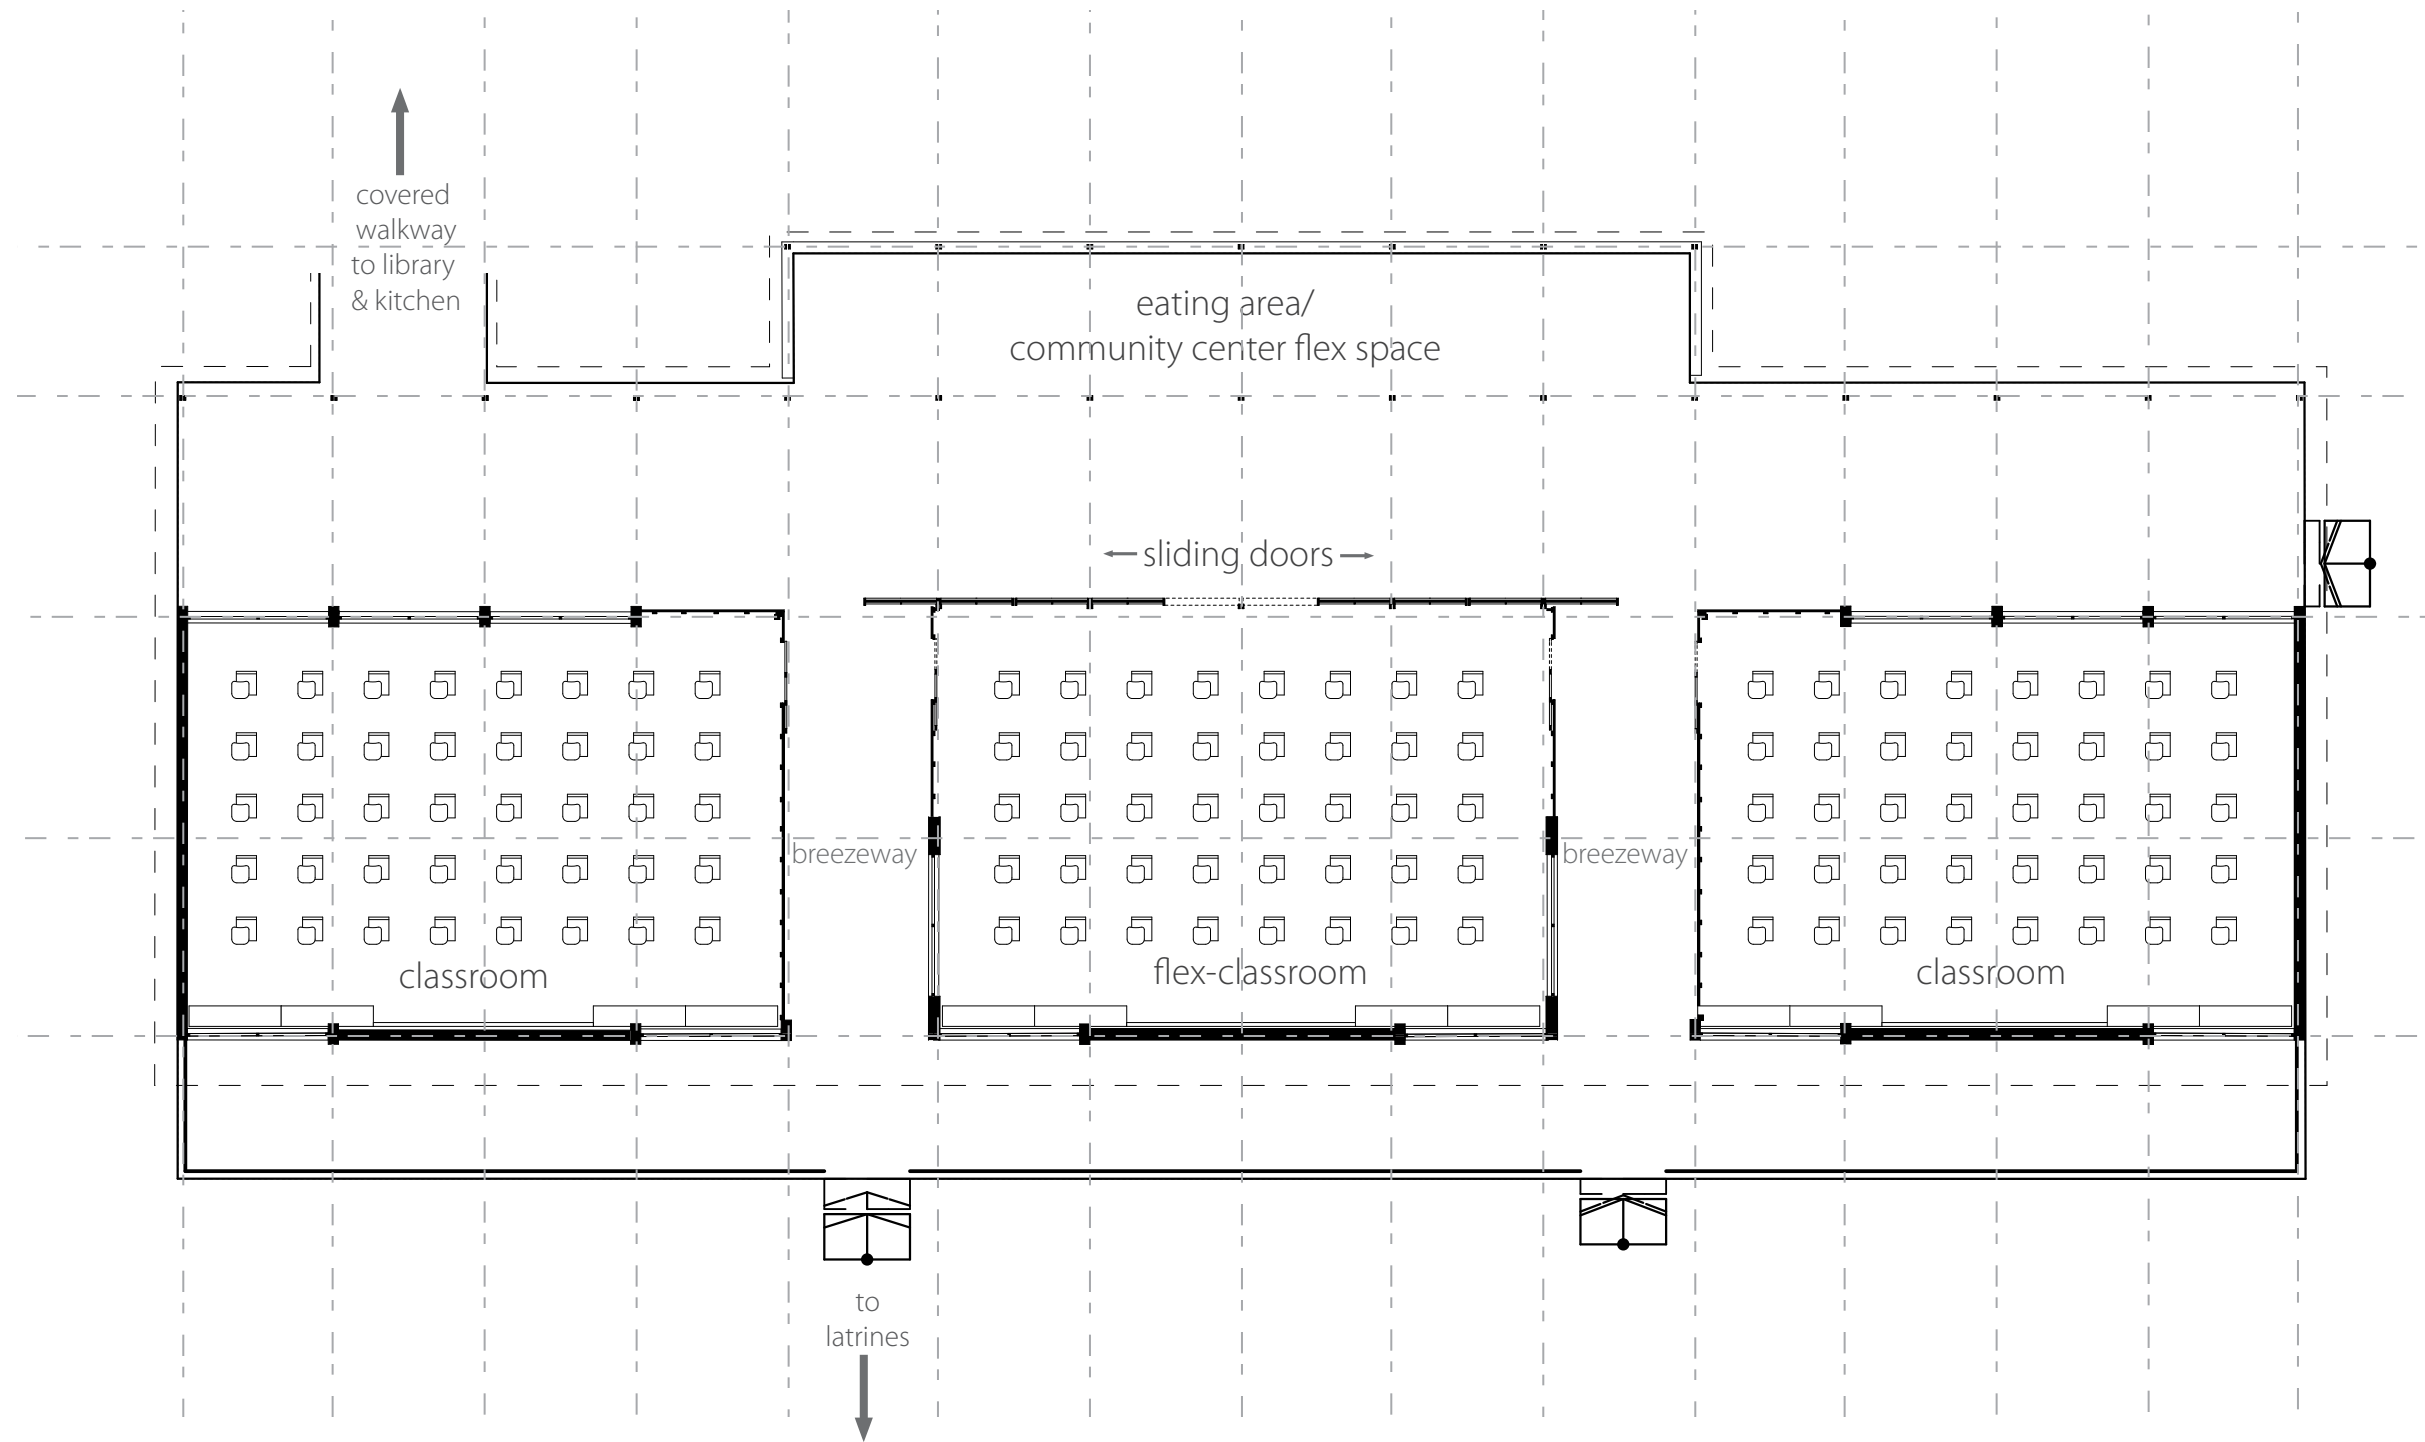 covered
walkway
to library
& kitchen
eating area/
community center flex space
sliding doors
breezeway
breezeway
classroom
flex-classroom
classroom
to
latrines